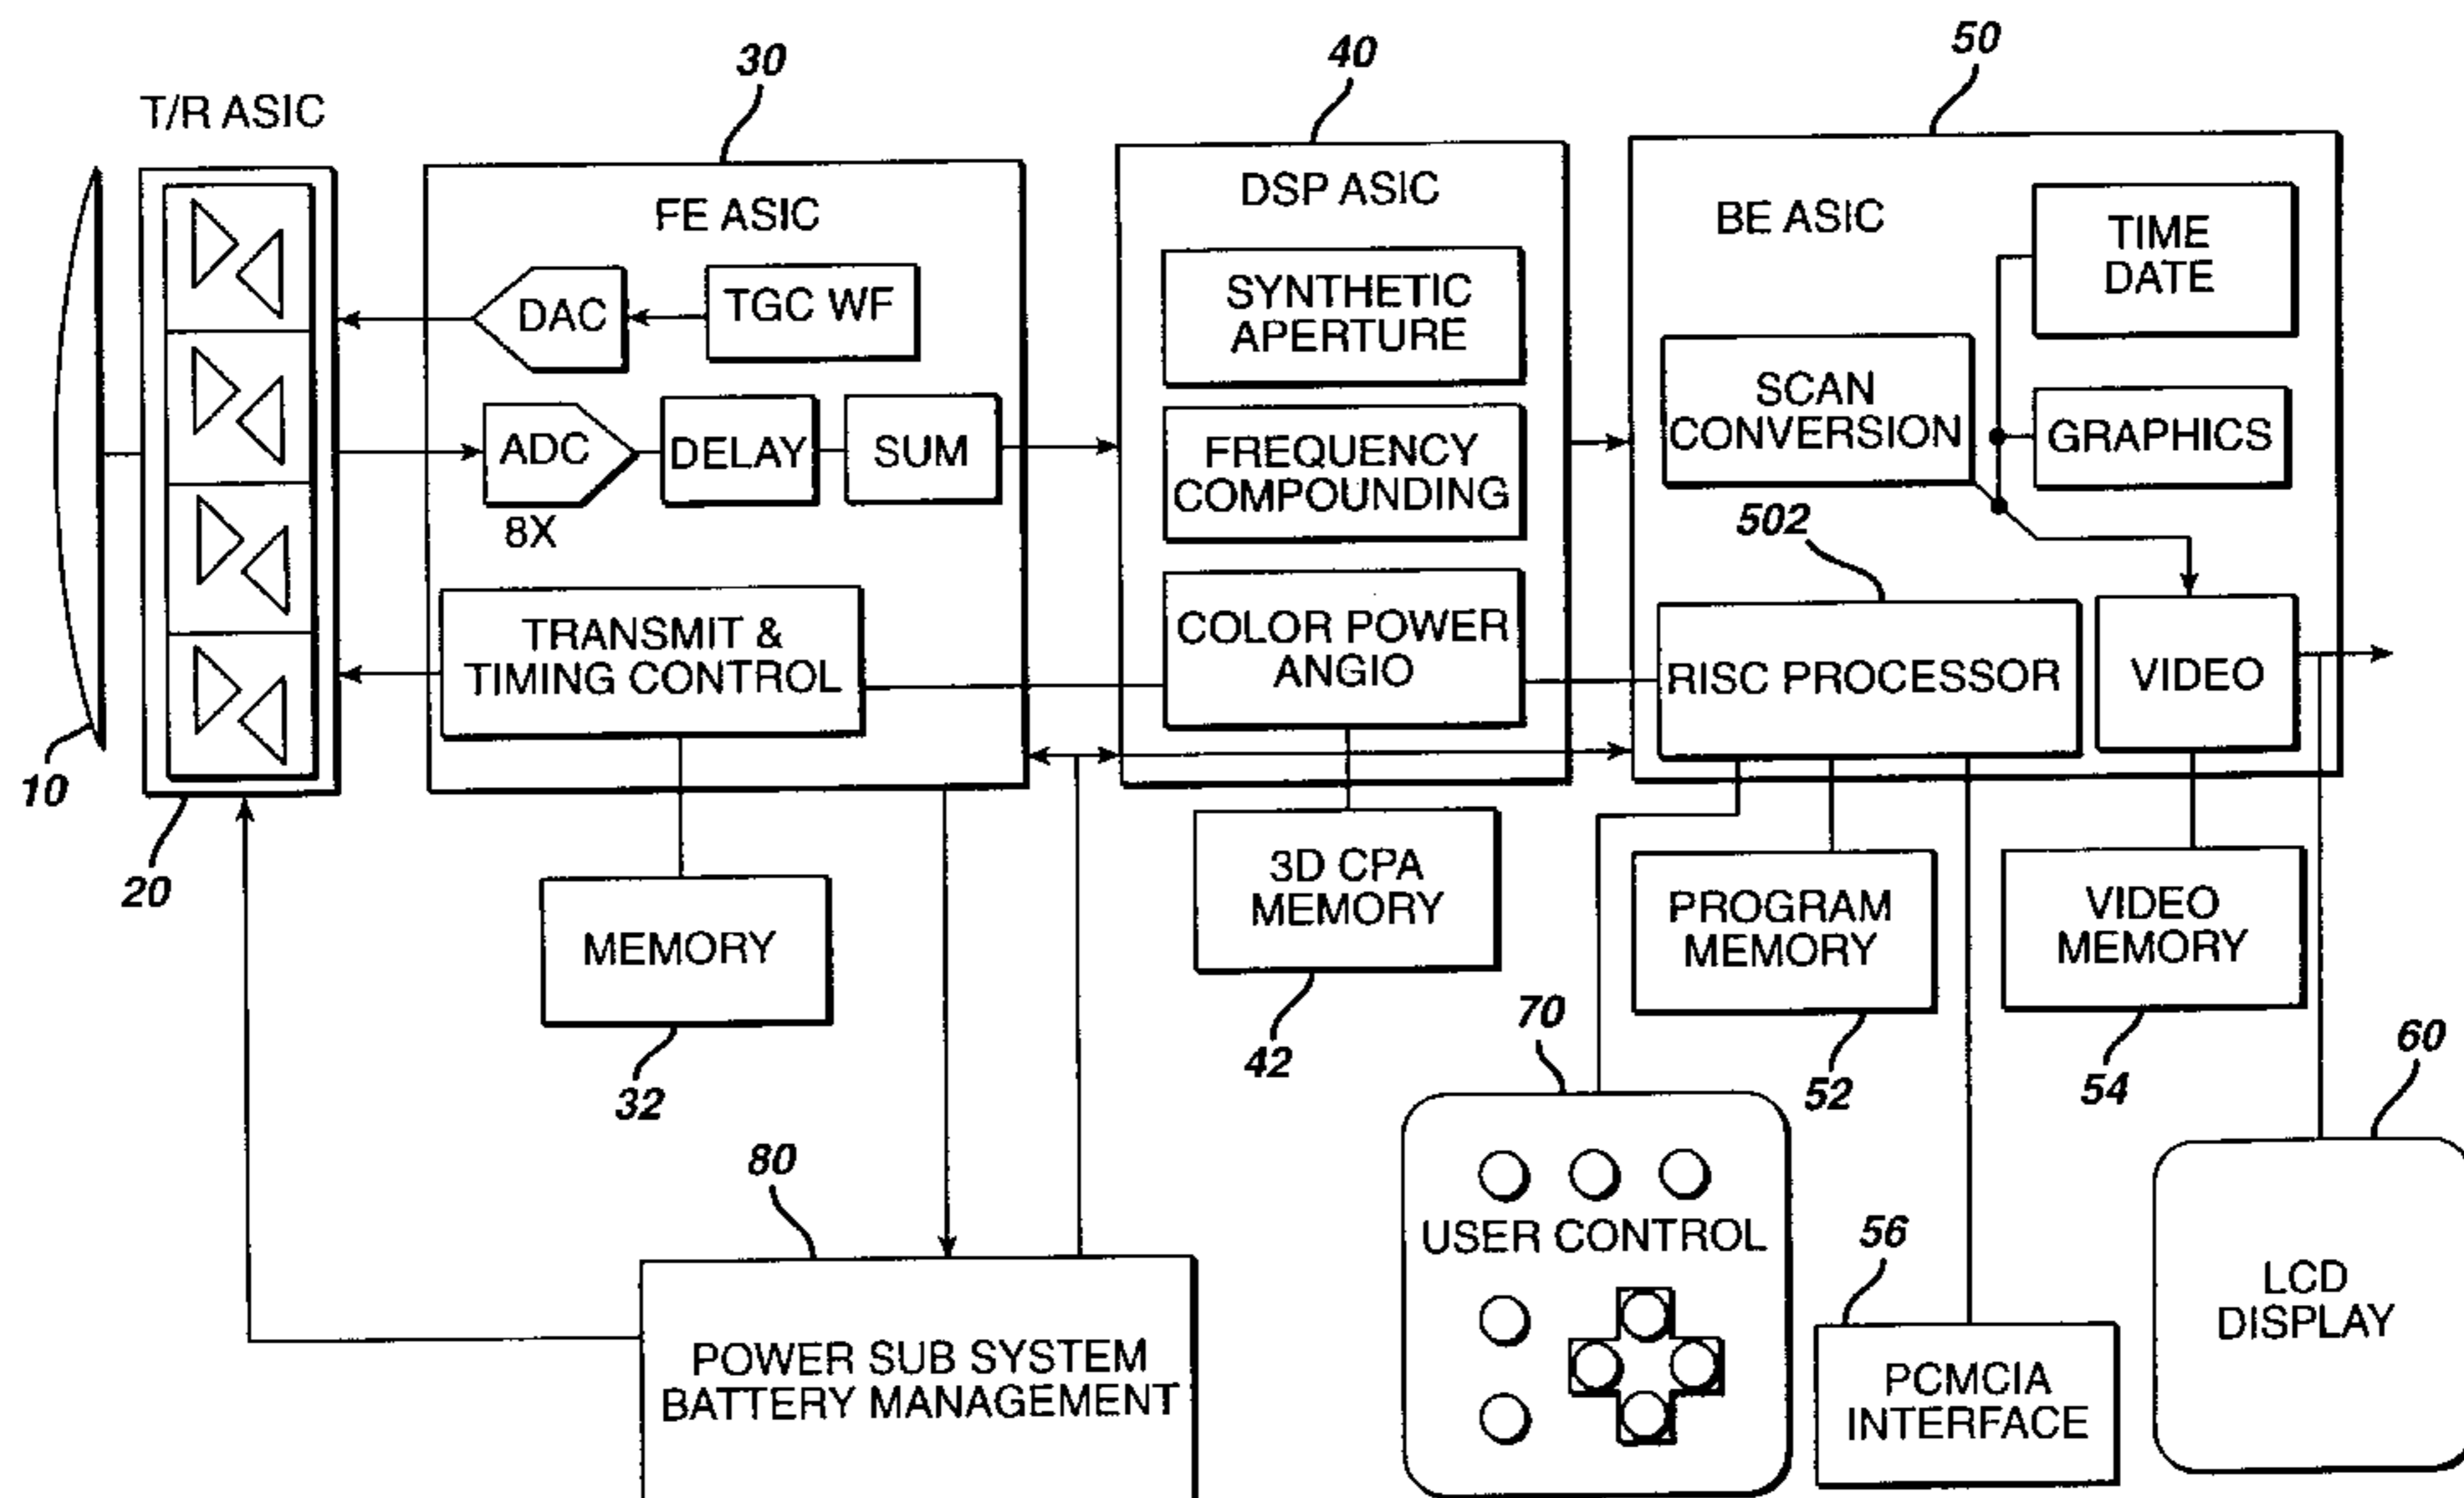 30
40
50
T/R ASIC
FE ASIC
DSP ASIC
BE ASIC
TIME
DATE
DAC
TGC WF
SYNTHETIC
APERTURE
SCAN
CONVERSION
GRAPHICS
ADC
DELAY
SUM
8X
FREQUENCY
COMPOUNDING
502
TRANSMIT &
TIMING CONTROL
COLOR POWER
ANGIO
RISC PROCESSOR
VIDEO
10
20
MEMORY
32
3D CPA
MEMORY
42
PROGRAM
MEMORY
52
VIDEO
MEMORY
54
70
60
80
USER CONTROL
56
POWER SUB SYSTEM
BATTERY MANAGEMENT
PCMCIA
INTERFACE
LCD
DISPLAY